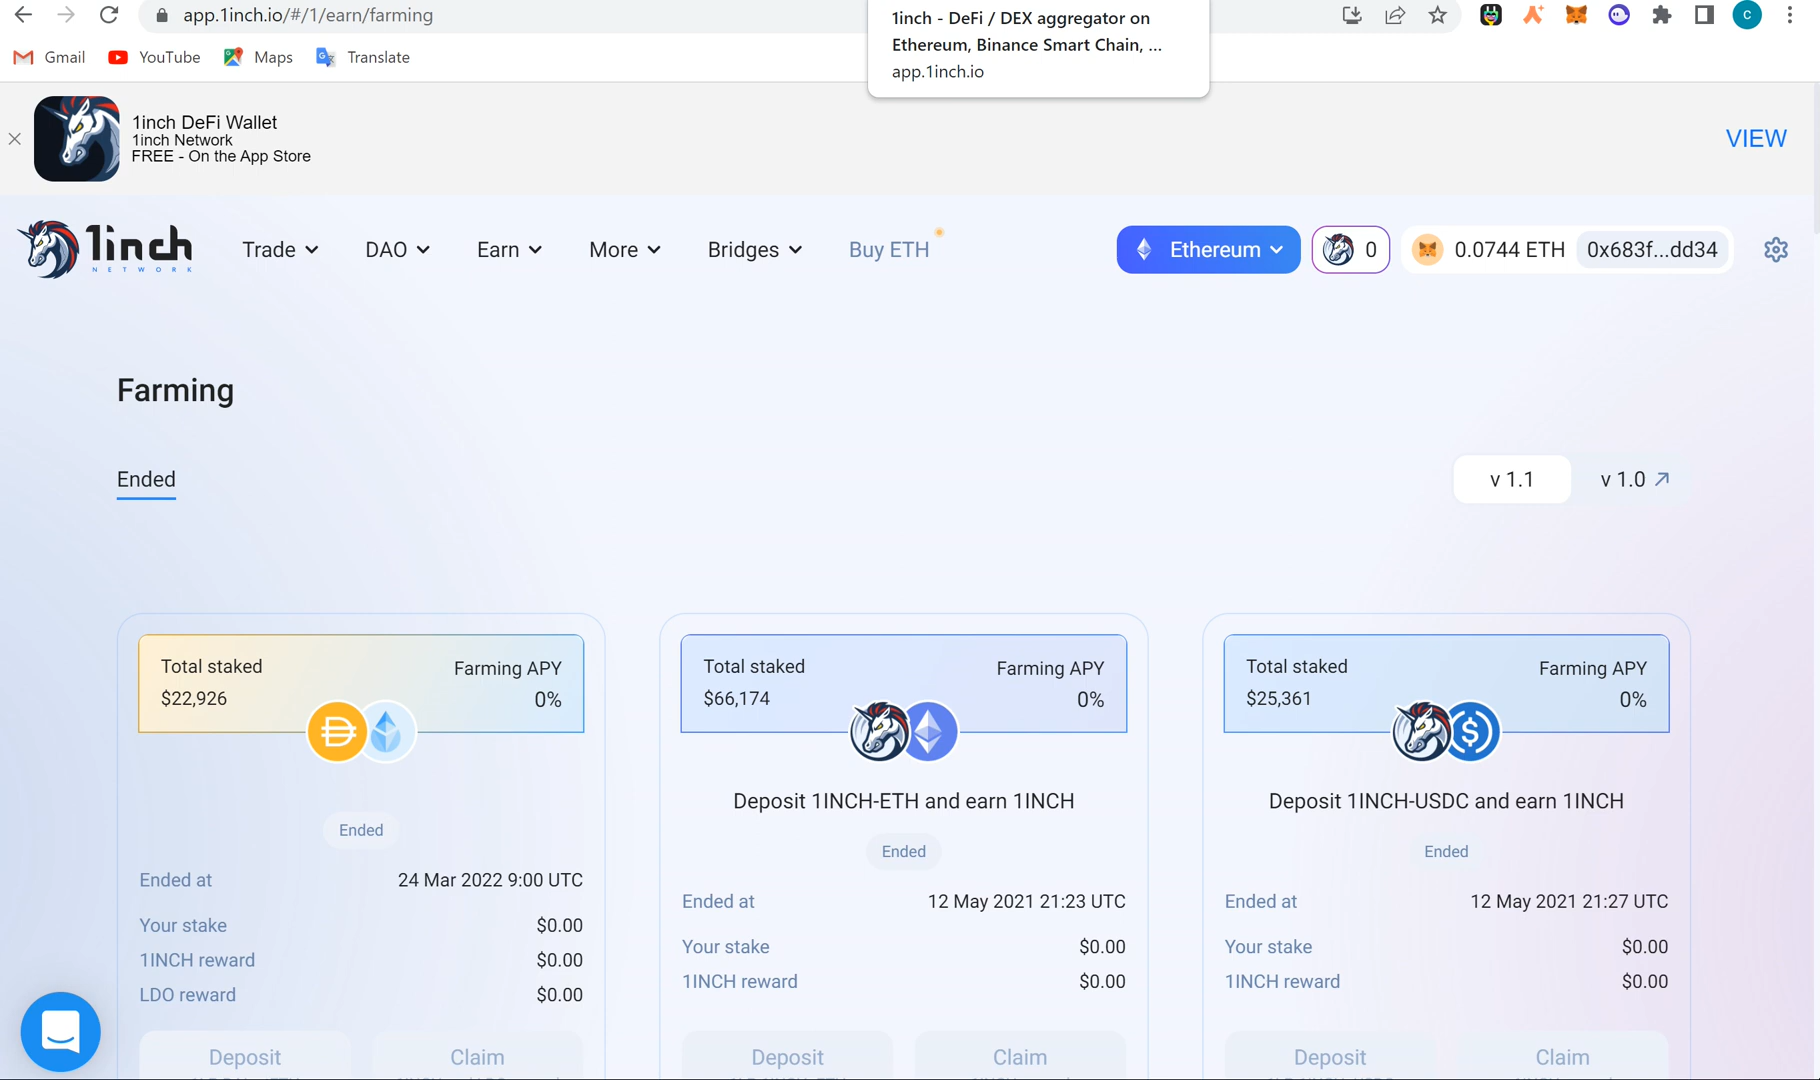 app.1inch.io/#/1/earn/farming
1inch - DeFi / DEX aggregator on
Ethereum, Binance Smart Chain, ...
app.1inch.io
C
Gmail
YouTube
Maps
Translate
1inch DeFi Wallet
1inch Network
FREE - On the App Store
VIEW
1inch
NETWORK
Trade
DAO
Earn
More
Bridges
Buy ETH
Ethereum
0
0.0744 ETH
0x683f...dd34
Farming
Ended
v 1.1
v 1.0
Total staked
Farming APY
$22,926
0%
Ended
Ended at
24 Mar 2022 9:00 UTC
Your stake
$0.00
1INCH reward
$0.00
LDO reward
$0.00
Deposit
Claim
Total staked
Farming APY
$66,174
0%
Deposit 1INCH-ETH and earn 1INCH
Ended
Ended at
12 May 2021 21:23 UTC
Your stake
$0.00
1INCH reward
$0.00
Deposit
Claim
Total staked
Farming APY
$25,361
0%
Deposit 1INCH-USDC and earn 1INCH
Ended
Ended at
12 May 2021 21:27 UTC
Your stake
$0.00
1INCH reward
$0.00
Deposit
Claim